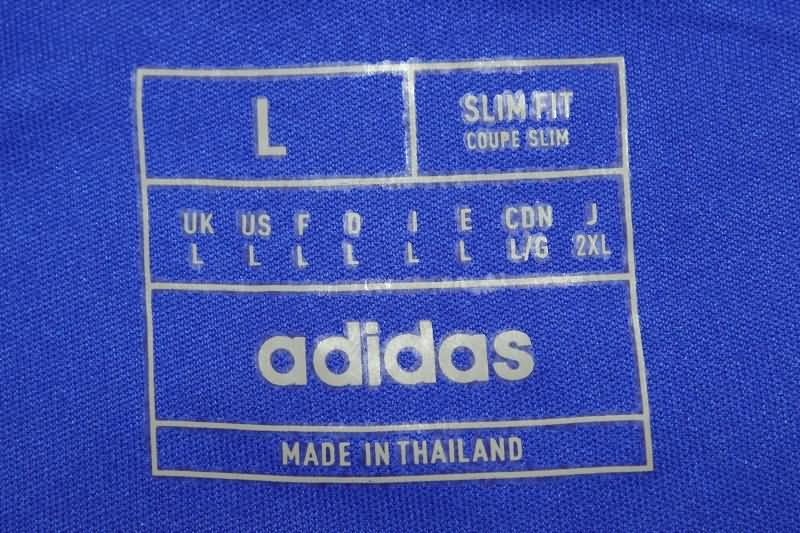 L
SLIM FIT
COUPE SLIM
UK US F D I E CDN J
L L L L L L L/G 2XL
adidas
MADE IN THAILAND